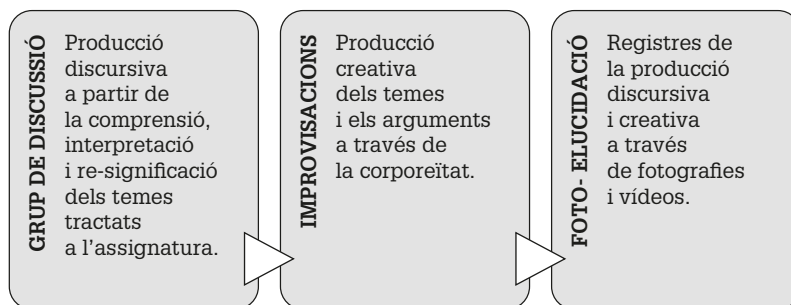 GRUP DE DISCUSSIÓ
Producció
discursiva
a partir de
la comprensió,
interpretació
i re-significació
dels temes
tractats
a l’assignatura.
IMPROVISACIONS
Producció
creativa
dels temes
i els arguments
a través de
la corporeïtat.
FOTO- ELUCIDACIÓ
Registres de
la producció
discursiva
i creativa
a través
de fotografies
i vídeos.